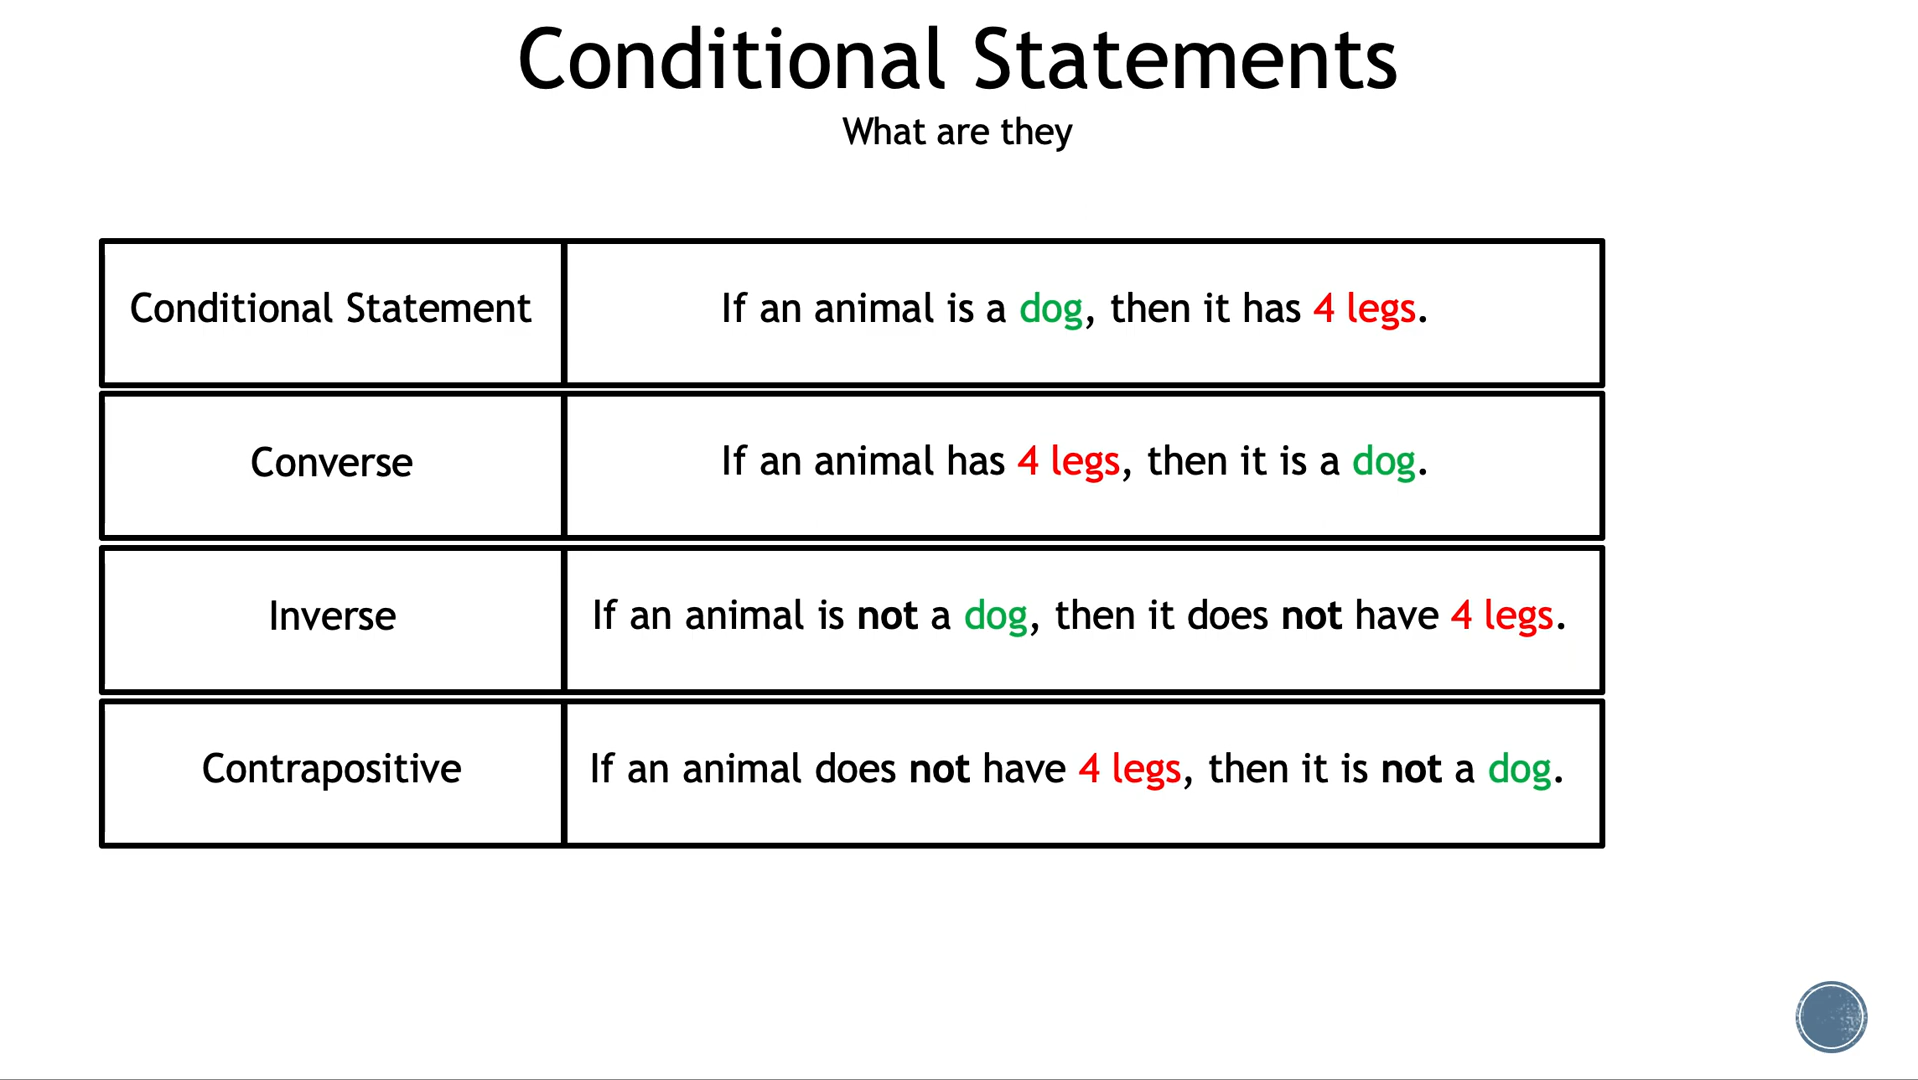 Conditional Statements
What are they
Conditional Statement
If an animal is a dog, then it has 4 legs.
Converse
If an animal has 4 legs, then it is a dog.
Inverse
If an animal is not a dog, then it does not have 4 legs.
Contrapositive
If an animal does not have 4 legs, then it is not a dog.